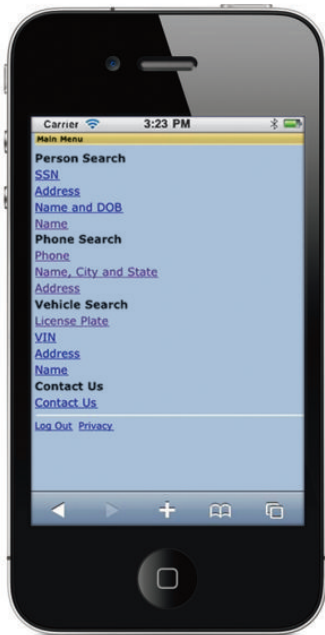 Carrier 3:23 PM
Main Menu
Person Search
SSN
Address
Name and DOB
Name
Phone Search
Phone
Name, City and State
Address
Vehicle Search
License Plate
VIN
Address
Name
Contact Us
Contact Us
Log Out Privacy